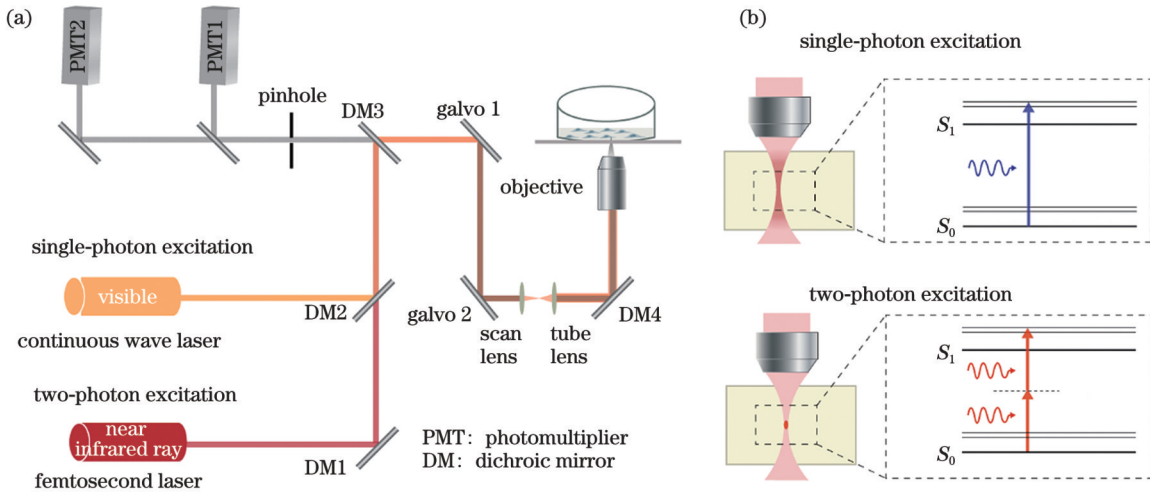 (a)
PMT2
PMT1
pinhole
DM3
galvo 1
objective
single-photon excitation
visible
DM2
continuous wave laser
galvo 2
scan
lens
tube
lens
DM4
two-photon excitation
near
infrared ray
DM1
femtosecond laser
PMT: photomultiplier
DM: dichroic mirror
(b)
single-photon excitation
S₁
S₀
two-photon excitation
S₁
S₀